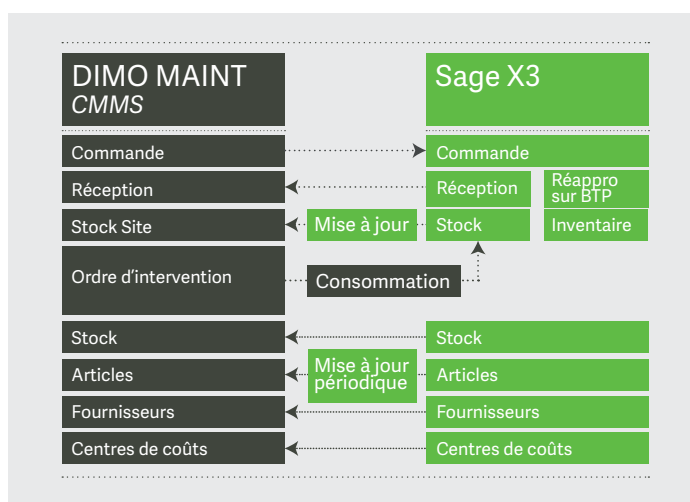 DIMO MAINT
CMMS
Sage X3
Commande
Commande
Réception
Réception
Réappro
sur BTP
Stock Site
Mise à jour
Stock
Inventaire
Ordre d'intervention
Consommation
Stock
Stock
Articles
Mise à jour
périodique
Articles
Fournisseurs
Fournisseurs
Centres de coûts
Centres de coûts